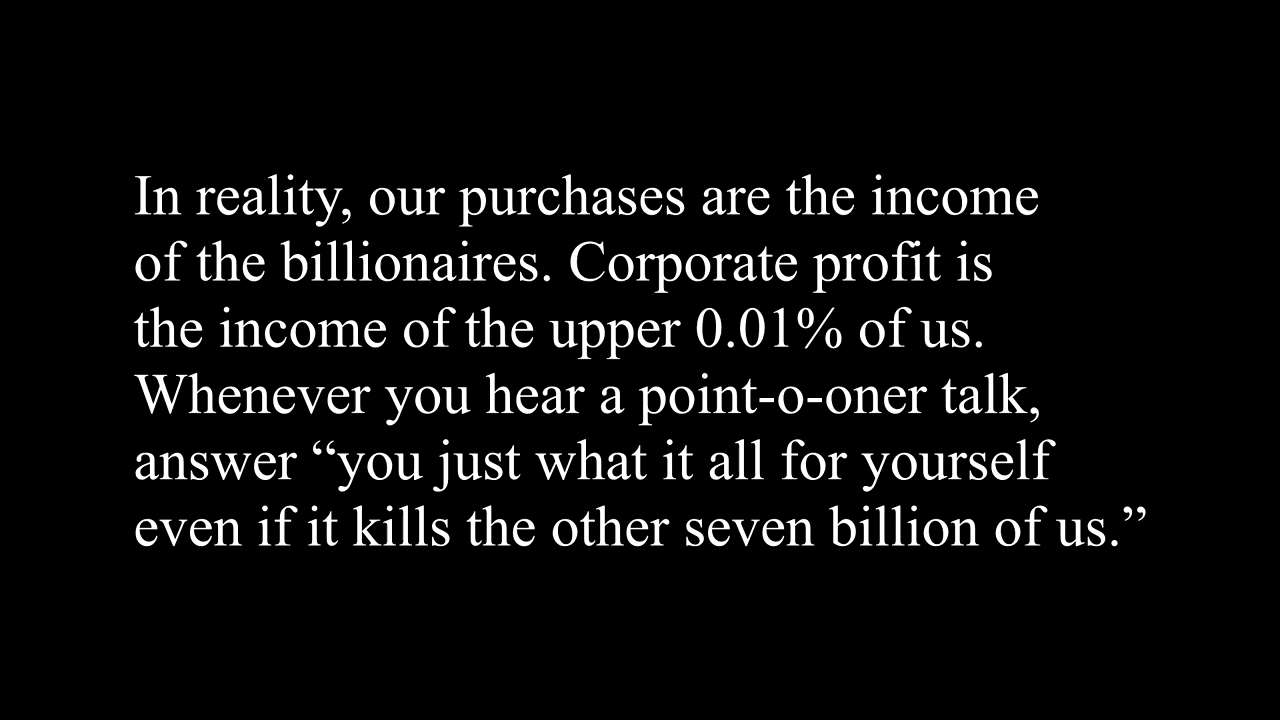 In reality, our purchases are the income
of the billionaires. Corporate profit is
the income of the upper 0.01% of us.
Whenever you hear a point-o-oner talk,
answer “you just what it all for yourself
even if it kills the other seven billion of us.”